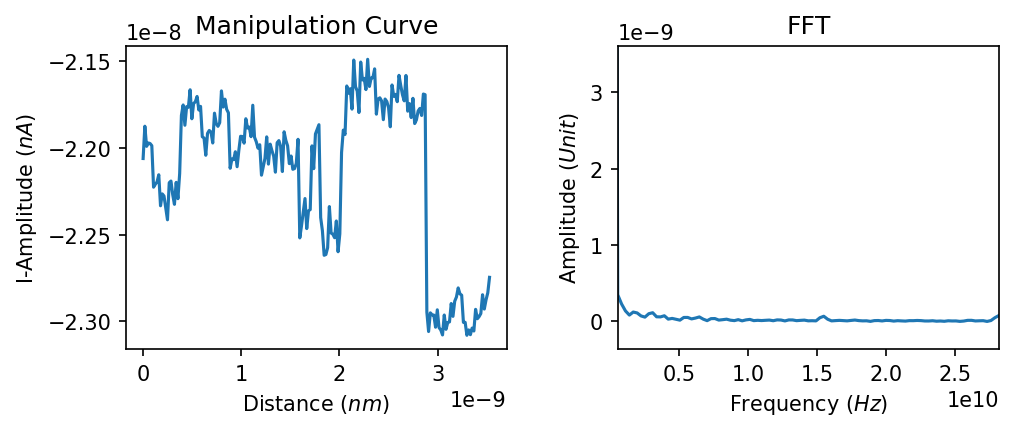 Manipulation Curve
1e−8
−2.15
−2.20
−2.25
−2.30
I-Amplitude (nA)
0
1
2
3
1e−9
Distance (nm)
FFT
1e−9
3
2
1
0
Amplitude (Unit)
0.5
1.0
1.5
2.0
2.5
1e10
Frequency (Hz)